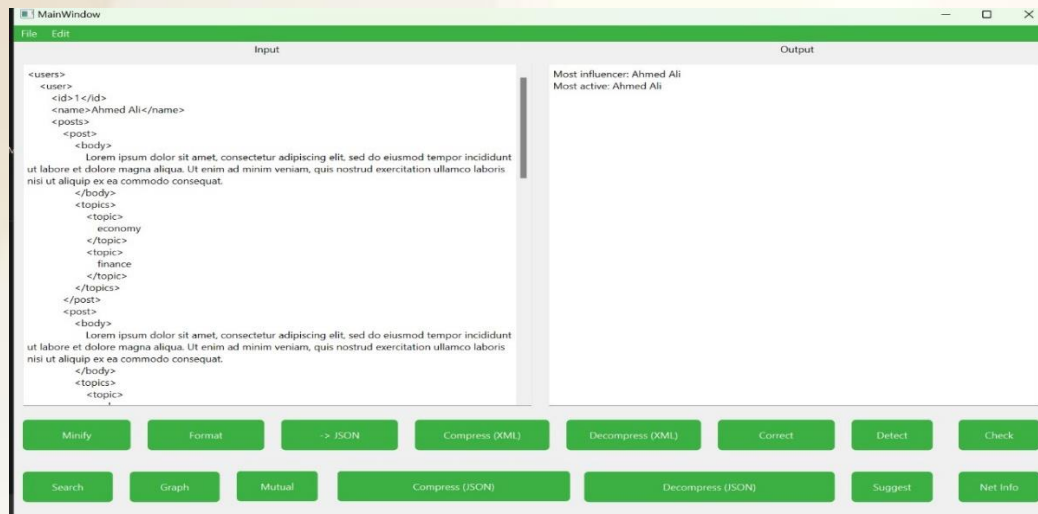 MainWindow
File Edit
Input
Output
<users>
<user>
<id>1</id>
<name>Ahmed Ali</name>
<posts>
<post>
<body>
Lorem ipsum dolor sit amet, consectetur adipiscing elit, sed do eiusmod tempor incididunt
ut labore et dolore magna aliqua. Ut enim ad minim veniam, quis nostrud exercitation ullamco laboris
nisi ut aliquip ex ea commodo consequat.
</body>
<topics>
<topic>
economy
</topic>
<topic>
finance
</topic>
</topics>
</post>
<post>
<body>
Lorem ipsum dolor sit amet, consectetur adipiscing elit, sed do eiusmod tempor incididunt
ut labore et dolore magna aliqua. Ut enim ad minim veniam, quis nostrud exercitation ullamco laboris
nisi ut aliquip ex ea commodo consequat.
</body>
<topics>
<topic>
Most influencer: Ahmed Ali
Most active: Ahmed Ali
Minify Format -> JSON Compress (XML) Decompress (XML) Correct Detect Check
Search Graph Mutual Compress (JSON) Decompress (JSON) Suggest Net Info